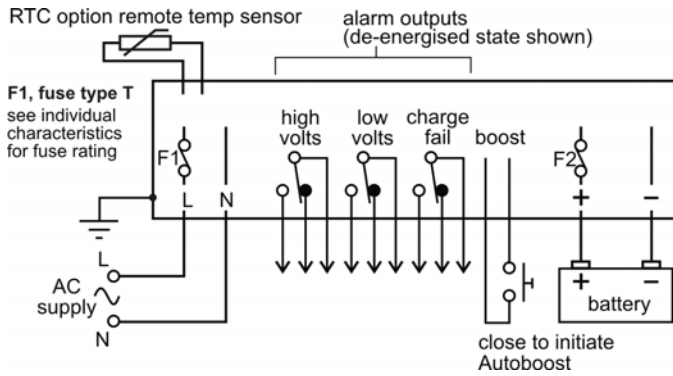 RTC option remote temp sensor
alarm outputs
(de-energised state shown)
F1, fuse type T
see individual
characteristics
for fuse rating
high
volts
low
volts
charge
fail
boost
F1
F2
L
N
+
−
L
AC
supply
N
+
−
battery
close to initiate
Autoboost